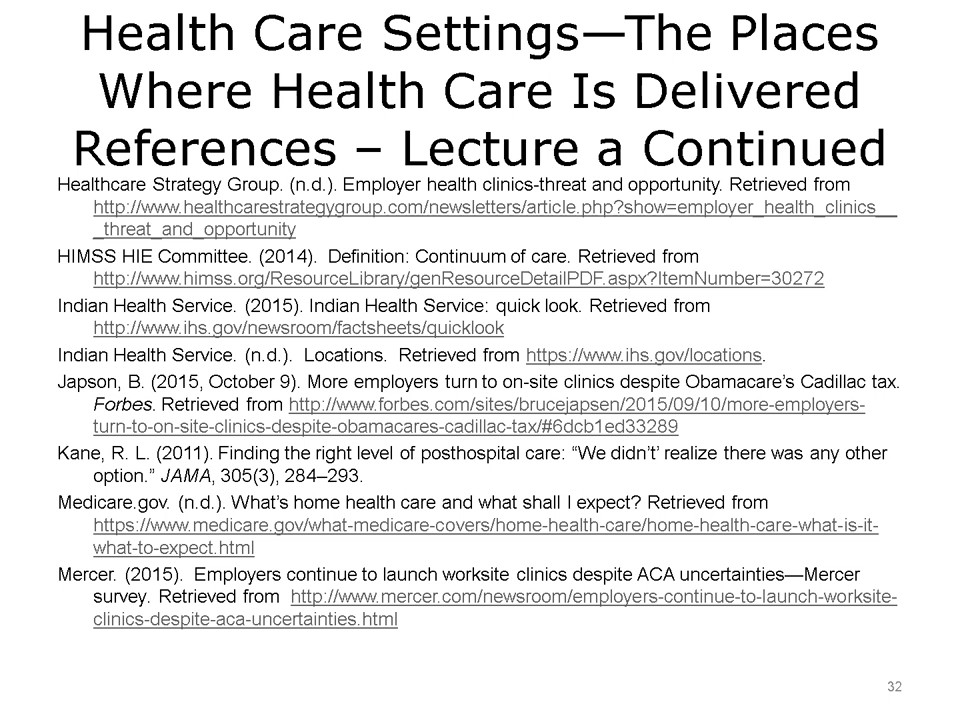 Health Care Settings—The Places
Where Health Care Is Delivered
References – Lecture a Continued
Healthcare Strategy Group. (n.d.). Employer health clinics-threat and opportunity. Retrieved from
http://www.healthcarestrategygroup.com/newsletters/article.php?show=employer_health_clinics__
_threat_and_opportunity
HIMSS HIE Committee. (2014).  Definition: Continuum of care. Retrieved from
http://www.himss.org/ResourceLibrary/genResourceDetailPDF.aspx?ItemNumber=30272
Indian Health Service. (2015). Indian Health Service: quick look. Retrieved from
http://www.ihs.gov/newsroom/factsheets/quicklook
Indian Health Service. (n.d.).  Locations.  Retrieved from https://www.ihs.gov/locations.
Japson, B. (2015, October 9). More employers turn to on-site clinics despite Obamacare’s Cadillac tax.
Forbes. Retrieved from http://www.forbes.com/sites/brucejapsen/2015/09/10/more-employers-
turn-to-on-site-clinics-despite-obamacares-cadillac-tax/#6dcb1ed33289
Kane, R. L. (2011). Finding the right level of posthospital care: “We didn’t’ realize there was any other
option.” JAMA, 305(3), 284–293.
Medicare.gov. (n.d.). What’s home health care and what shall I expect? Retrieved from
https://www.medicare.gov/what-medicare-covers/home-health-care/home-health-care-what-is-it-
what-to-expect.html
Mercer. (2015).  Employers continue to launch worksite clinics despite ACA uncertainties—Mercer
survey. Retrieved from  http://www.mercer.com/newsroom/employers-continue-to-launch-worksite-
clinics-despite-aca-uncertainties.html
32